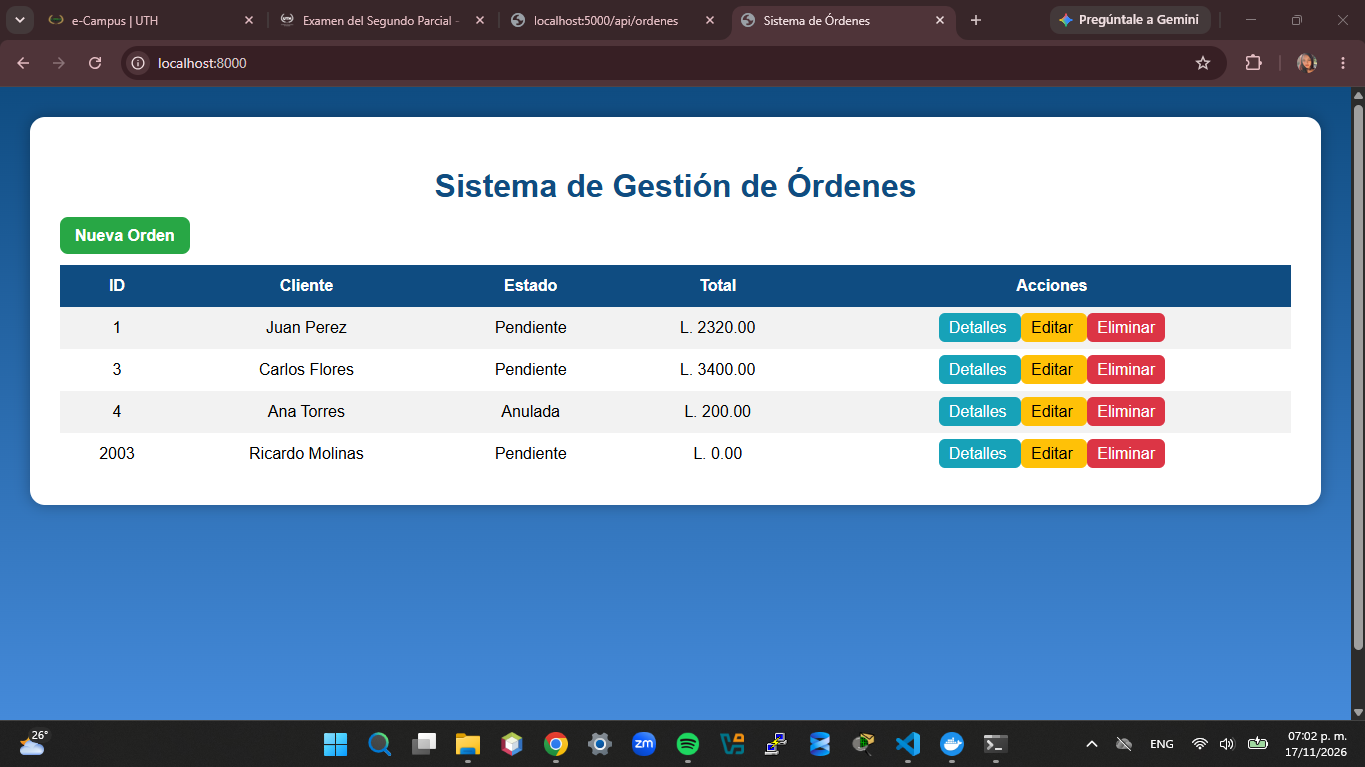 e-Campus | UTH
Examen del Segundo Parcial -
localhost:5000/api/ordenes
Sistema de Órdenes
Pregúntale a Gemini
localhost:8000
Sistema de Gestión de Órdenes
Nueva Orden
ID Cliente Estado Total Acciones
1 Juan Perez Pendiente L. 2320.00 Detalles Editar Eliminar
3 Carlos Flores Pendiente L. 3400.00 Detalles Editar Eliminar
4 Ana Torres Anulada L. 200.00 Detalles Editar Eliminar
2003 Ricardo Molinas Pendiente L. 0.00 Detalles Editar Eliminar
26°
zm
ENG
07:02 p. m.
17/11/2026